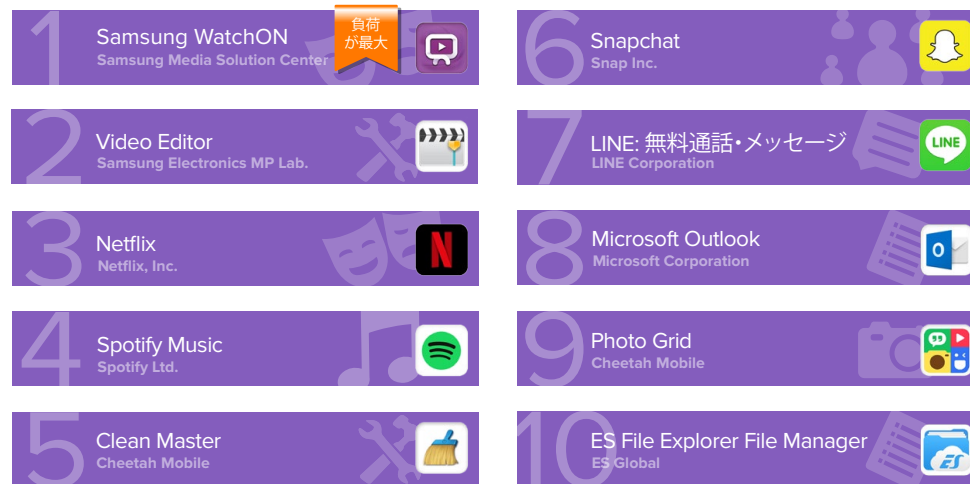 1
Samsung WatchON
Samsung Media Solution Center
負荷
が最大
2
Video Editor
Samsung Electronics MP Lab.
3
Netflix
Netflix, Inc.
N
4
Spotify Music
Spotify Ltd.
5
Clean Master
Cheetah Mobile
6
Snapchat
Snap Inc.
7
LINE: 無料通話・メッセージ
LINE Corporation
LINE
8
Microsoft Outlook
Microsoft Corporation
O
9
Photo Grid
Cheetah Mobile
10
ES File Explorer File Manager
ES Global
ES